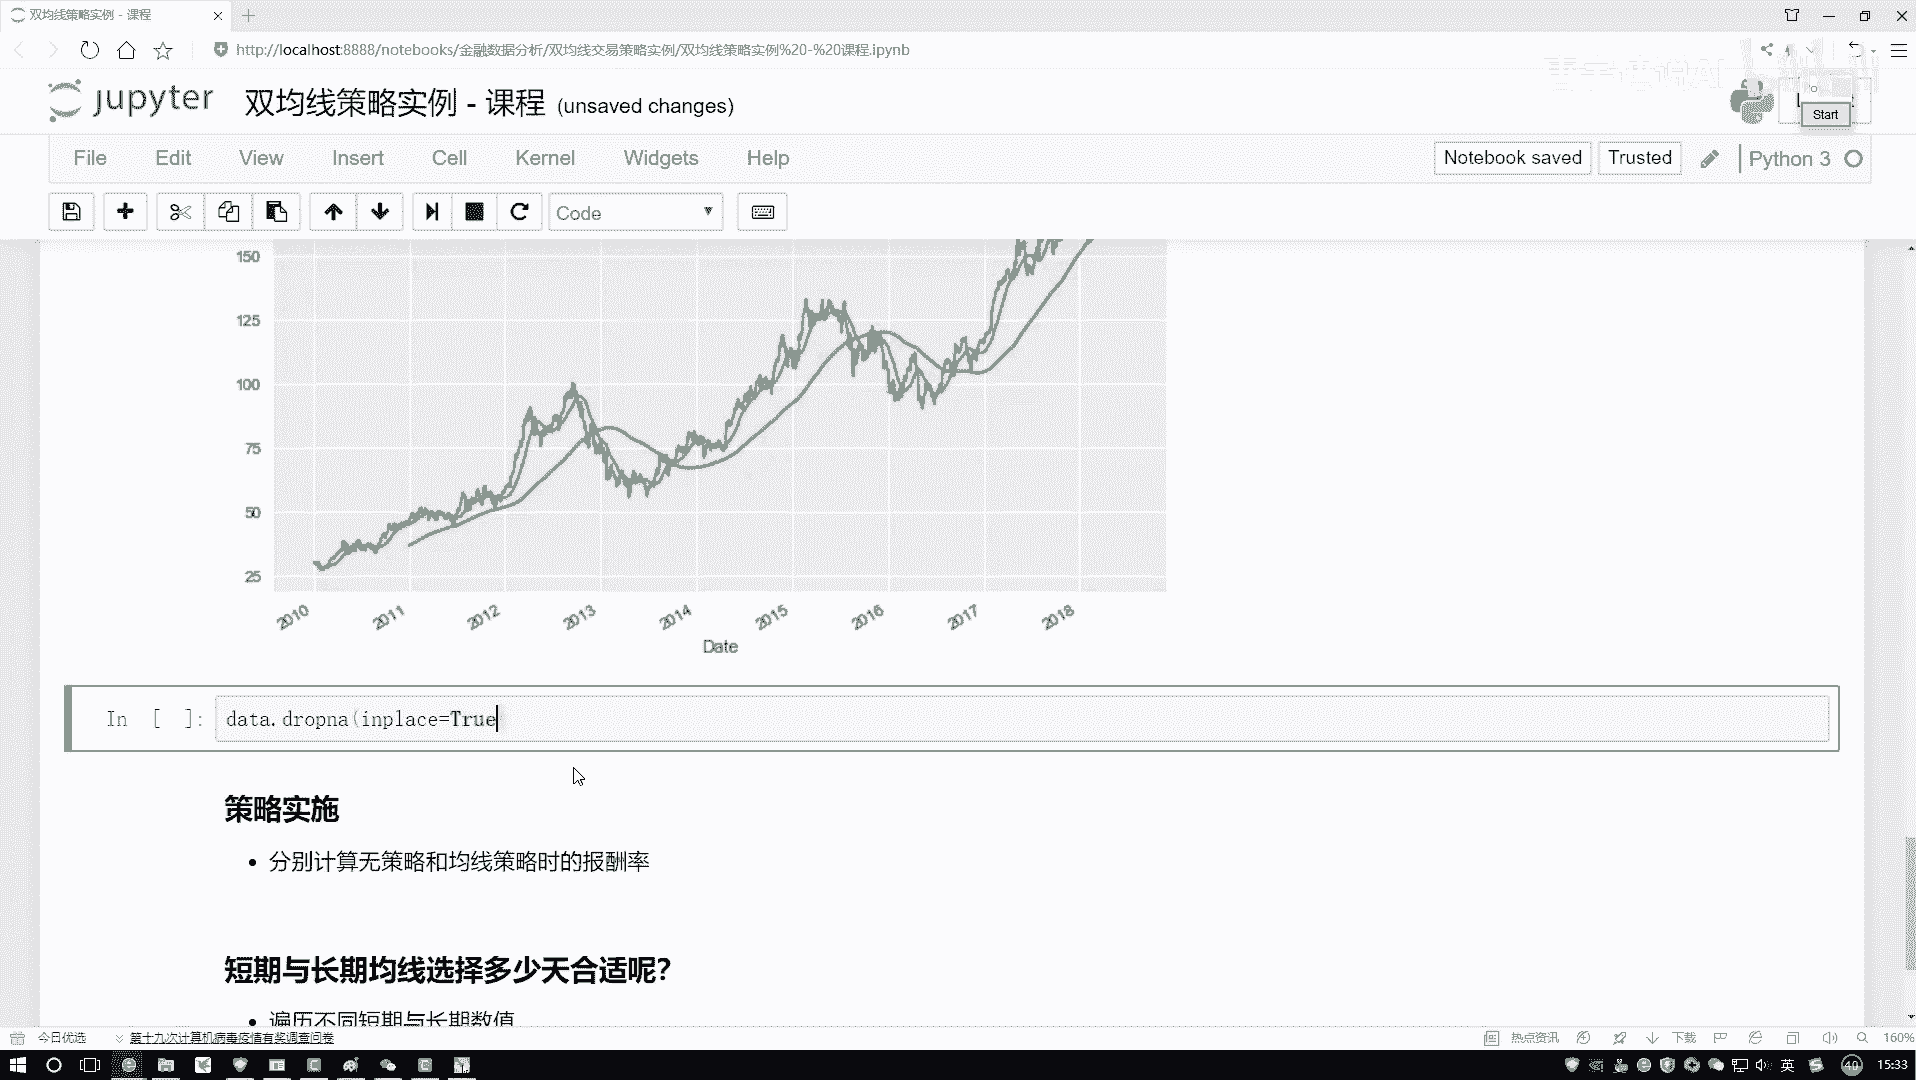 双均线策略实例 - 课程
http://localhost:8888/notebooks/金融数据分析/双均线交易策略实例/双均线策略实例%20-%20课程.ipynb
jupyter 双均线策略实例 - 课程 (unsaved changes)
Start
File Edit View Insert Cell Kernel Widgets Help
Notebook saved Trusted Python 3
Code
150
125
100
75
50
25
2010 2011 2012 2013 2014 2015 2016 2017 2018
Date
In [ ]: data.dropna(inplace=True
策略实施
分别计算无策略和均线策略时的报酬率
短期与长期均线选择多少天合适呢?
遍历不同短期与长期数值
今日优选 第十九次计算机病毒疫情有奖调查问卷 热点资讯 下载 160%
英 40 15:33